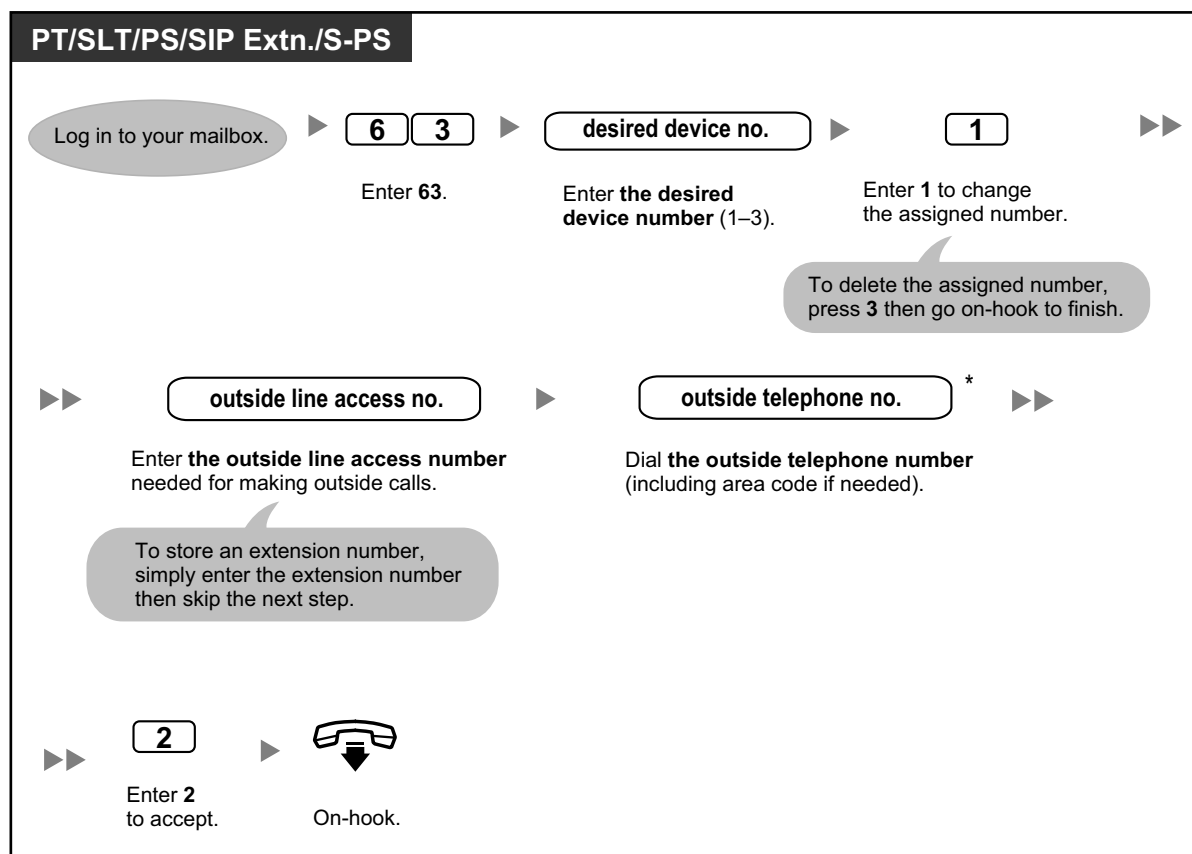 PT/SLT/PS/SIP Extn./S-PS
Log in to your mailbox.
6 3
desired device no.
1
Enter 63.
Enter the desired
device number (1–3).
Enter 1 to change
the assigned number.
To delete the assigned number,
press 3 then go on-hook to finish.
outside line access no.
outside telephone no. *
Enter the outside line access number
needed for making outside calls.
Dial the outside telephone number
(including area code if needed).
To store an extension number,
simply enter the extension number
then skip the next step.
2
Enter 2
to accept.
On-hook.